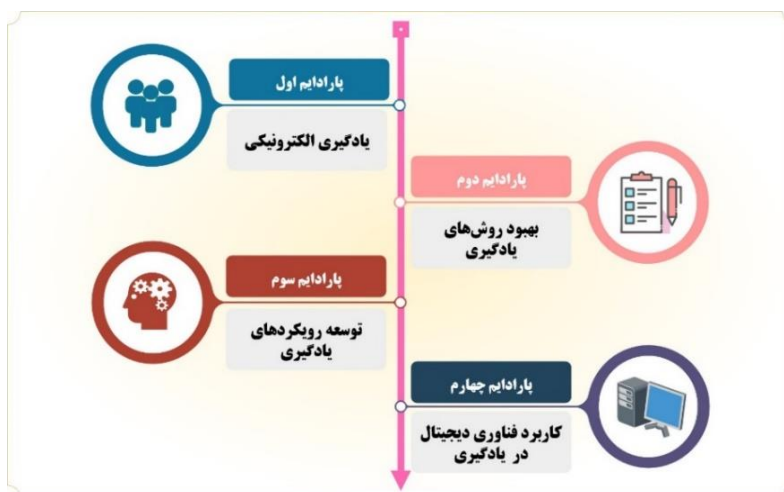 پارادایم اول
یادگیری الکترونیکی
پارادایم دوم
بهبود روش‌های
یادگیری
پارادایم سوم
توسعه رویکردهای
یادگیری
پارادایم چهارم
کاربرد فناوری دیجیتال
در یادگیری